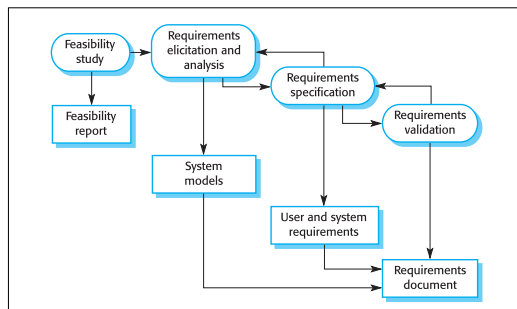 Feasibility
study
Requirements
elicitation and
analysis
Requirements
specification
Feasibility
report
Requirements
validation
System
models
User and system
requirements
Requirements
document